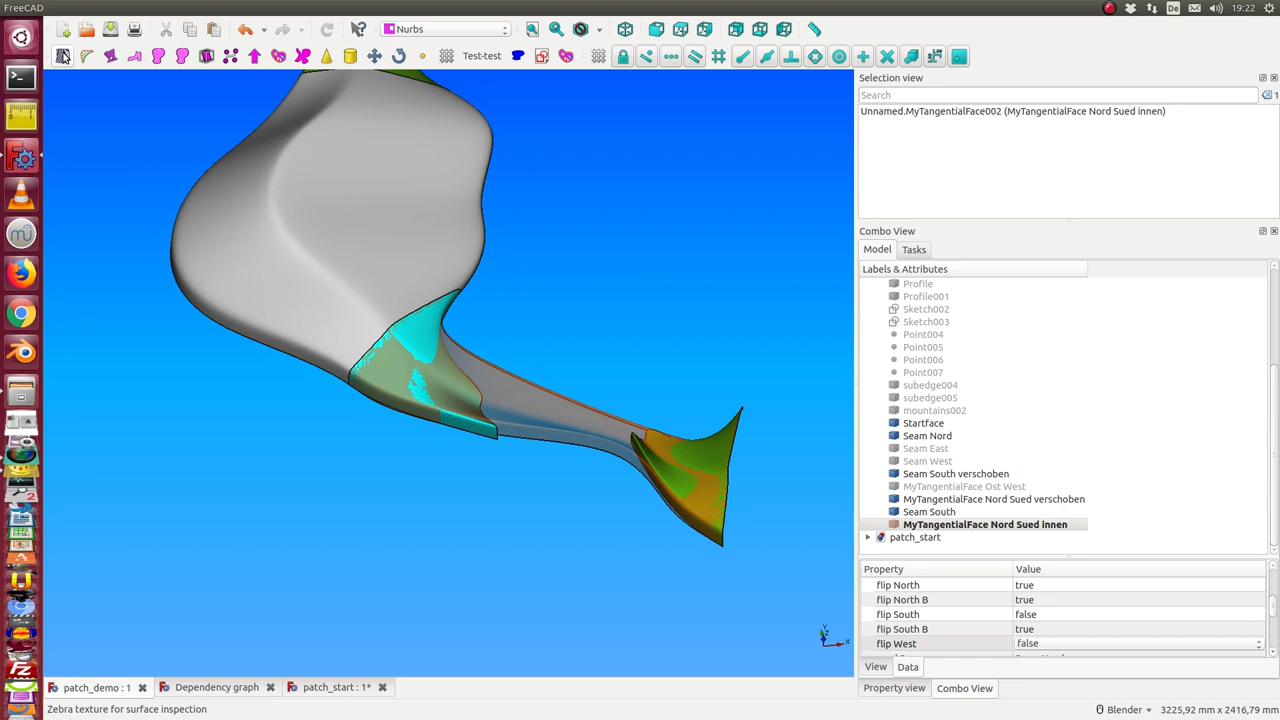 FreeCAD
De
19:22
Nurbs
Test-test
Selection view
1
Unnamed.MyTangentialFace002 (MyTangentialFace Nord Sued innen)
Search
Combo View
Model Tasks
Labels & Attributes
Profile
Profile001
Sketch002
Sketch003
Point004
Point005
Point006
Point007
subedge004
subedge005
mountains002
Startface
Seam Nord
Seam East
Seam West
Seam South verschoben
MyTangentialFace Ost West
MyTangentialFace Nord Sued verschoben
Seam South
MyTangentialFace Nord Sued innen
patch_start
Property Value
flip North true
flip North B true
flip South false
flip South B true
flip West false
View Data
Property view Combo View
patch_demo : 1 Dependency graph patch_start : 1*
Zebra texture for surface inspection
Blender 3225,92 mm x 2416,79 mm